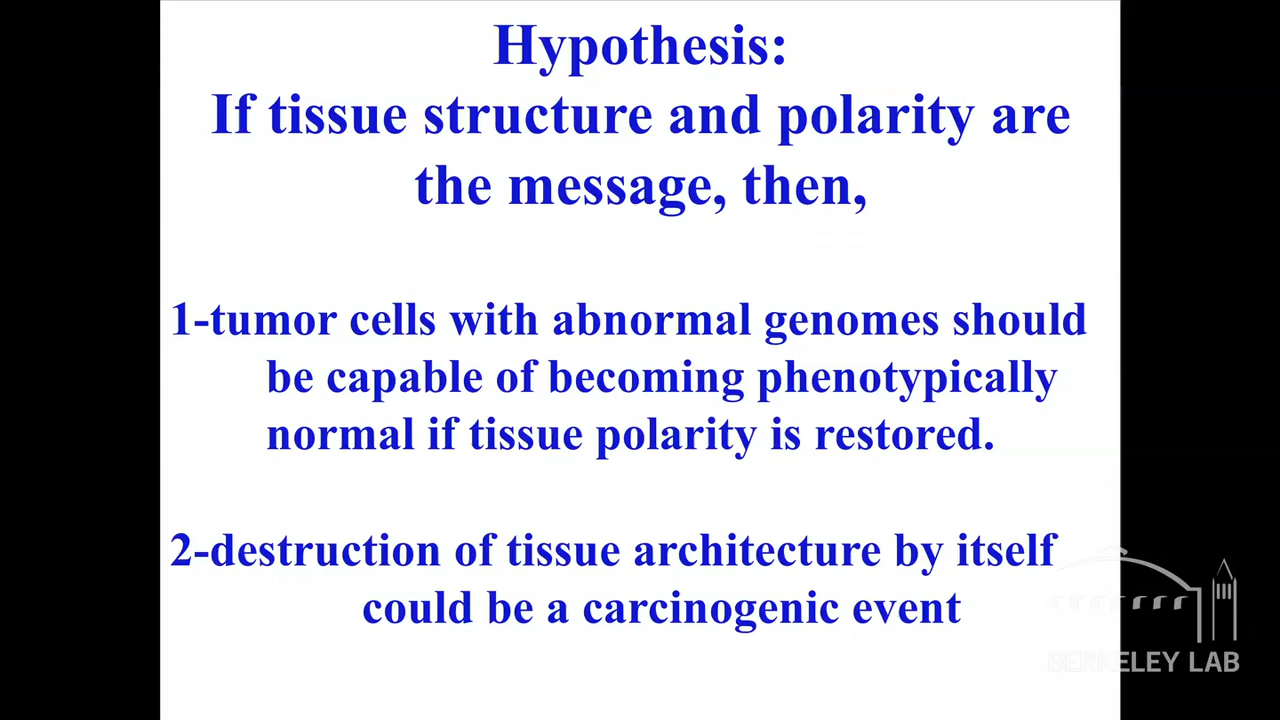 Hypothesis:
If tissue structure and polarity are
the message, then,
1-tumor cells with abnormal genomes should
be capable of becoming phenotypically
normal if tissue polarity is restored.
2-destruction of tissue architecture by itself
could be a carcinogenic event
BERKELEY LAB